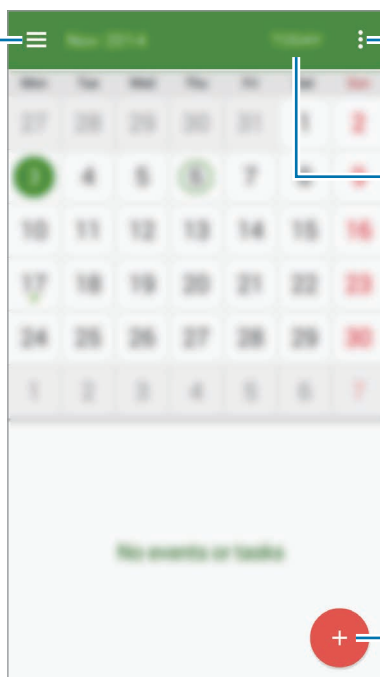 Nov 2014 TODAY
Mon Tue Wed Thu Fri Sat Sun
27 28 29 30 31 1 2
3 4 5 6 7 8 9
10 11 12 13 14 15 16
17 18 19 20 21 22 23
24 25 26 27 28 29 30
1 2 3 4 5 6 7
No events or tasks
+